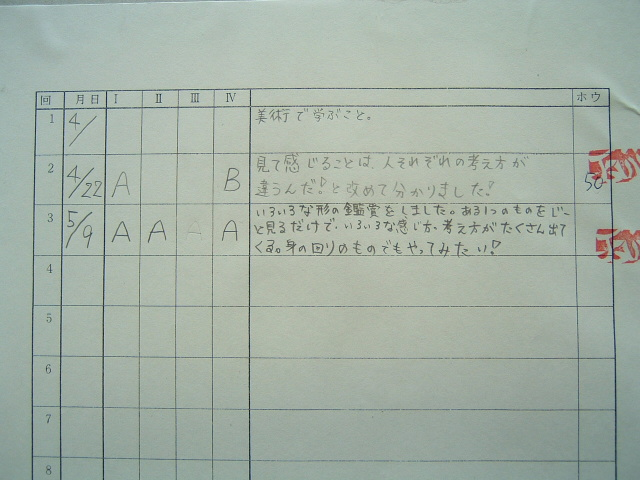 回 月日 Ⅰ Ⅱ Ⅲ Ⅳ ホウ
1 4/ 美術で学ぶこと。
2 4/22 A B 見て感じることは、人それぞれの考え方が 50
違うんだ!と改めて分かりました!
3 5/9 A A A A いろいろな形の鑑賞をしました。ある1つのものをじーっ
と見るだけで、いろいろな感じ方、考え方がたくさん出て
くる。身の回りのものでもやってみたい!
4
5
6
7
8